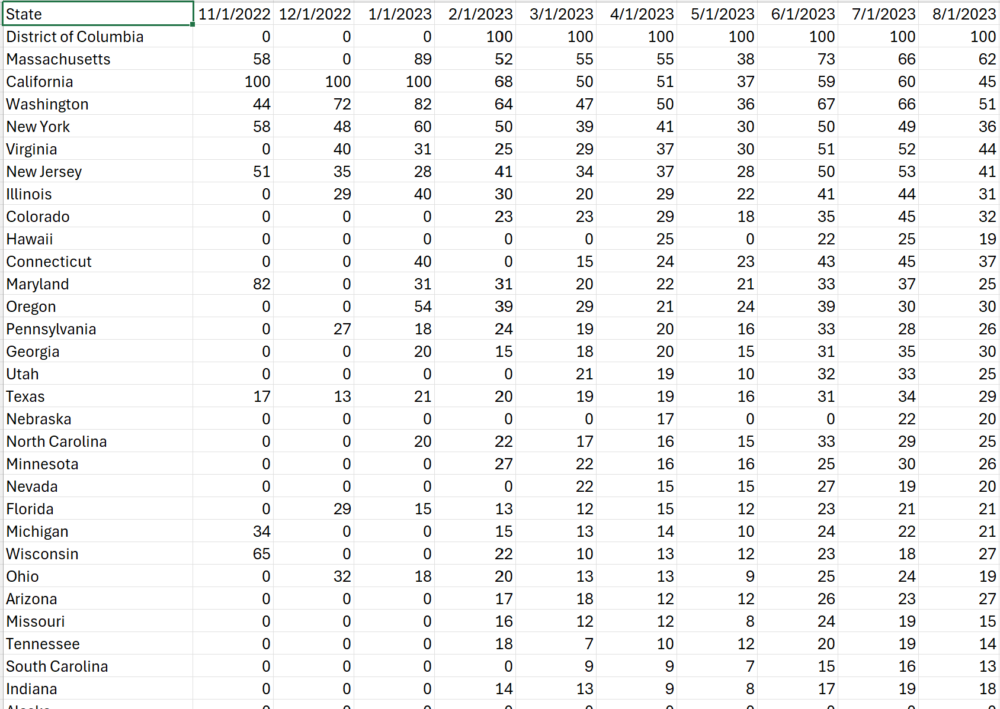 State 11/1/2022 12/1/2022 1/1/2023 2/1/2023 3/1/2023 4/1/2023 5/1/2023 6/1/2023 7/1/2023 8/1/2023
District of Columbia 0 0 0 100 100 100 100 100 100 100
Massachusetts 58 0 89 52 55 55 38 73 66 62
California 100 100 100 68 50 51 37 59 60 45
Washington 44 72 82 64 47 50 36 67 66 51
New York 58 48 60 50 39 41 30 50 49 36
Virginia 0 40 31 25 29 37 30 51 52 44
New Jersey 51 35 28 41 34 37 28 50 53 41
Illinois 0 29 40 30 20 29 22 41 44 31
Colorado 0 0 0 23 23 29 18 35 45 32
Hawaii 0 0 0 0 0 25 0 22 25 19
Connecticut 0 0 40 0 15 24 23 43 45 37
Maryland 82 0 31 31 20 22 21 33 37 25
Oregon 0 0 54 39 29 21 24 39 30 30
Pennsylvania 0 27 18 24 19 20 16 33 28 26
Georgia 0 0 20 15 18 20 15 31 35 30
Utah 0 0 0 0 21 19 10 32 33 25
Texas 17 13 21 20 19 19 16 31 34 29
Nebraska 0 0 0 0 0 17 0 0 22 20
North Carolina 0 0 20 22 17 16 15 33 29 25
Minnesota 0 0 0 27 22 16 16 25 30 26
Nevada 0 0 0 0 22 15 15 27 19 20
Florida 0 29 15 13 12 15 12 23 21 21
Michigan 34 0 0 15 13 14 10 24 22 21
Wisconsin 65 0 0 22 10 13 12 23 18 27
Ohio 0 32 18 20 13 13 9 25 24 19
Arizona 0 0 0 17 18 12 12 26 23 27
Missouri 0 0 0 16 12 12 8 24 19 15
Tennessee 0 0 0 18 7 10 12 20 19 14
South Carolina 0 0 0 0 9 9 7 15 16 13
Indiana 0 0 0 14 13 9 8 17 19 18